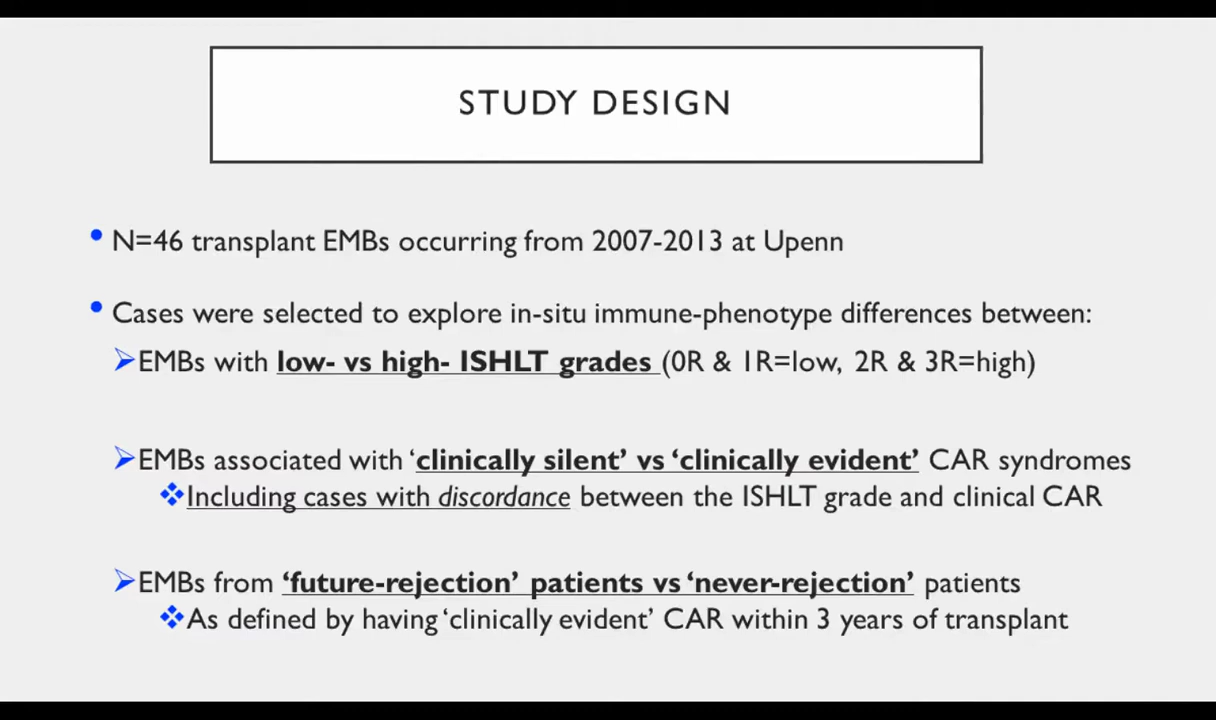 STUDY DESIGN
• N=46 transplant EMBs occurring from 2007-2013 at Upenn
• Cases were selected to explore in-situ immune-phenotype differences between:
➢EMBs with low- vs high- ISHLT grades (0R & 1R=low, 2R & 3R=high)
➢EMBs associated with ‘clinically silent’ vs ‘clinically evident’ CAR syndromes
❖Including cases with discordance between the ISHLT grade and clinical CAR
➢EMBs from ‘future-rejection’ patients vs ‘never-rejection’ patients
❖As defined by having ‘clinically evident’ CAR within 3 years of transplant